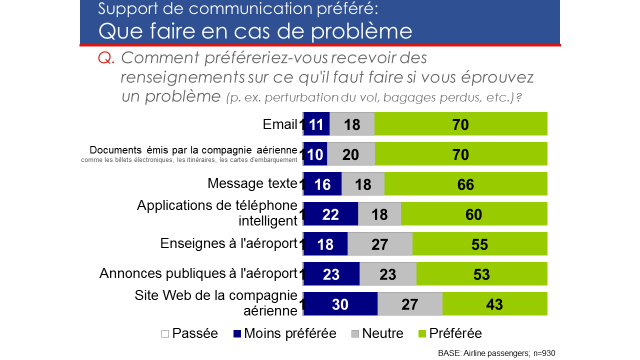 Support de communication préféré:
Que faire en cas de problème
Q. Comment préféreriez-vous recevoir des
renseignements sur ce qu'il faut faire si vous éprouvez
un problème (p. ex. perturbation du vol, bagages perdus, etc.)?
Email 11 18 70
Documents émis par la compagnie aérienne 10 20 70
comme les billets électroniques, les itinéraires, les cartes d'embarquement
Message texte 16 18 66
Applications de téléphone
intelligent 22 18 60
Enseignes à l'aéroport 18 27 55
Annonces publiques à l'aéroport 23 23 53
Site Web de la compagnie
aérienne 30 27 43
Passée Moins préférée Neutre Préférée
BASE: Airline passengers; n=930